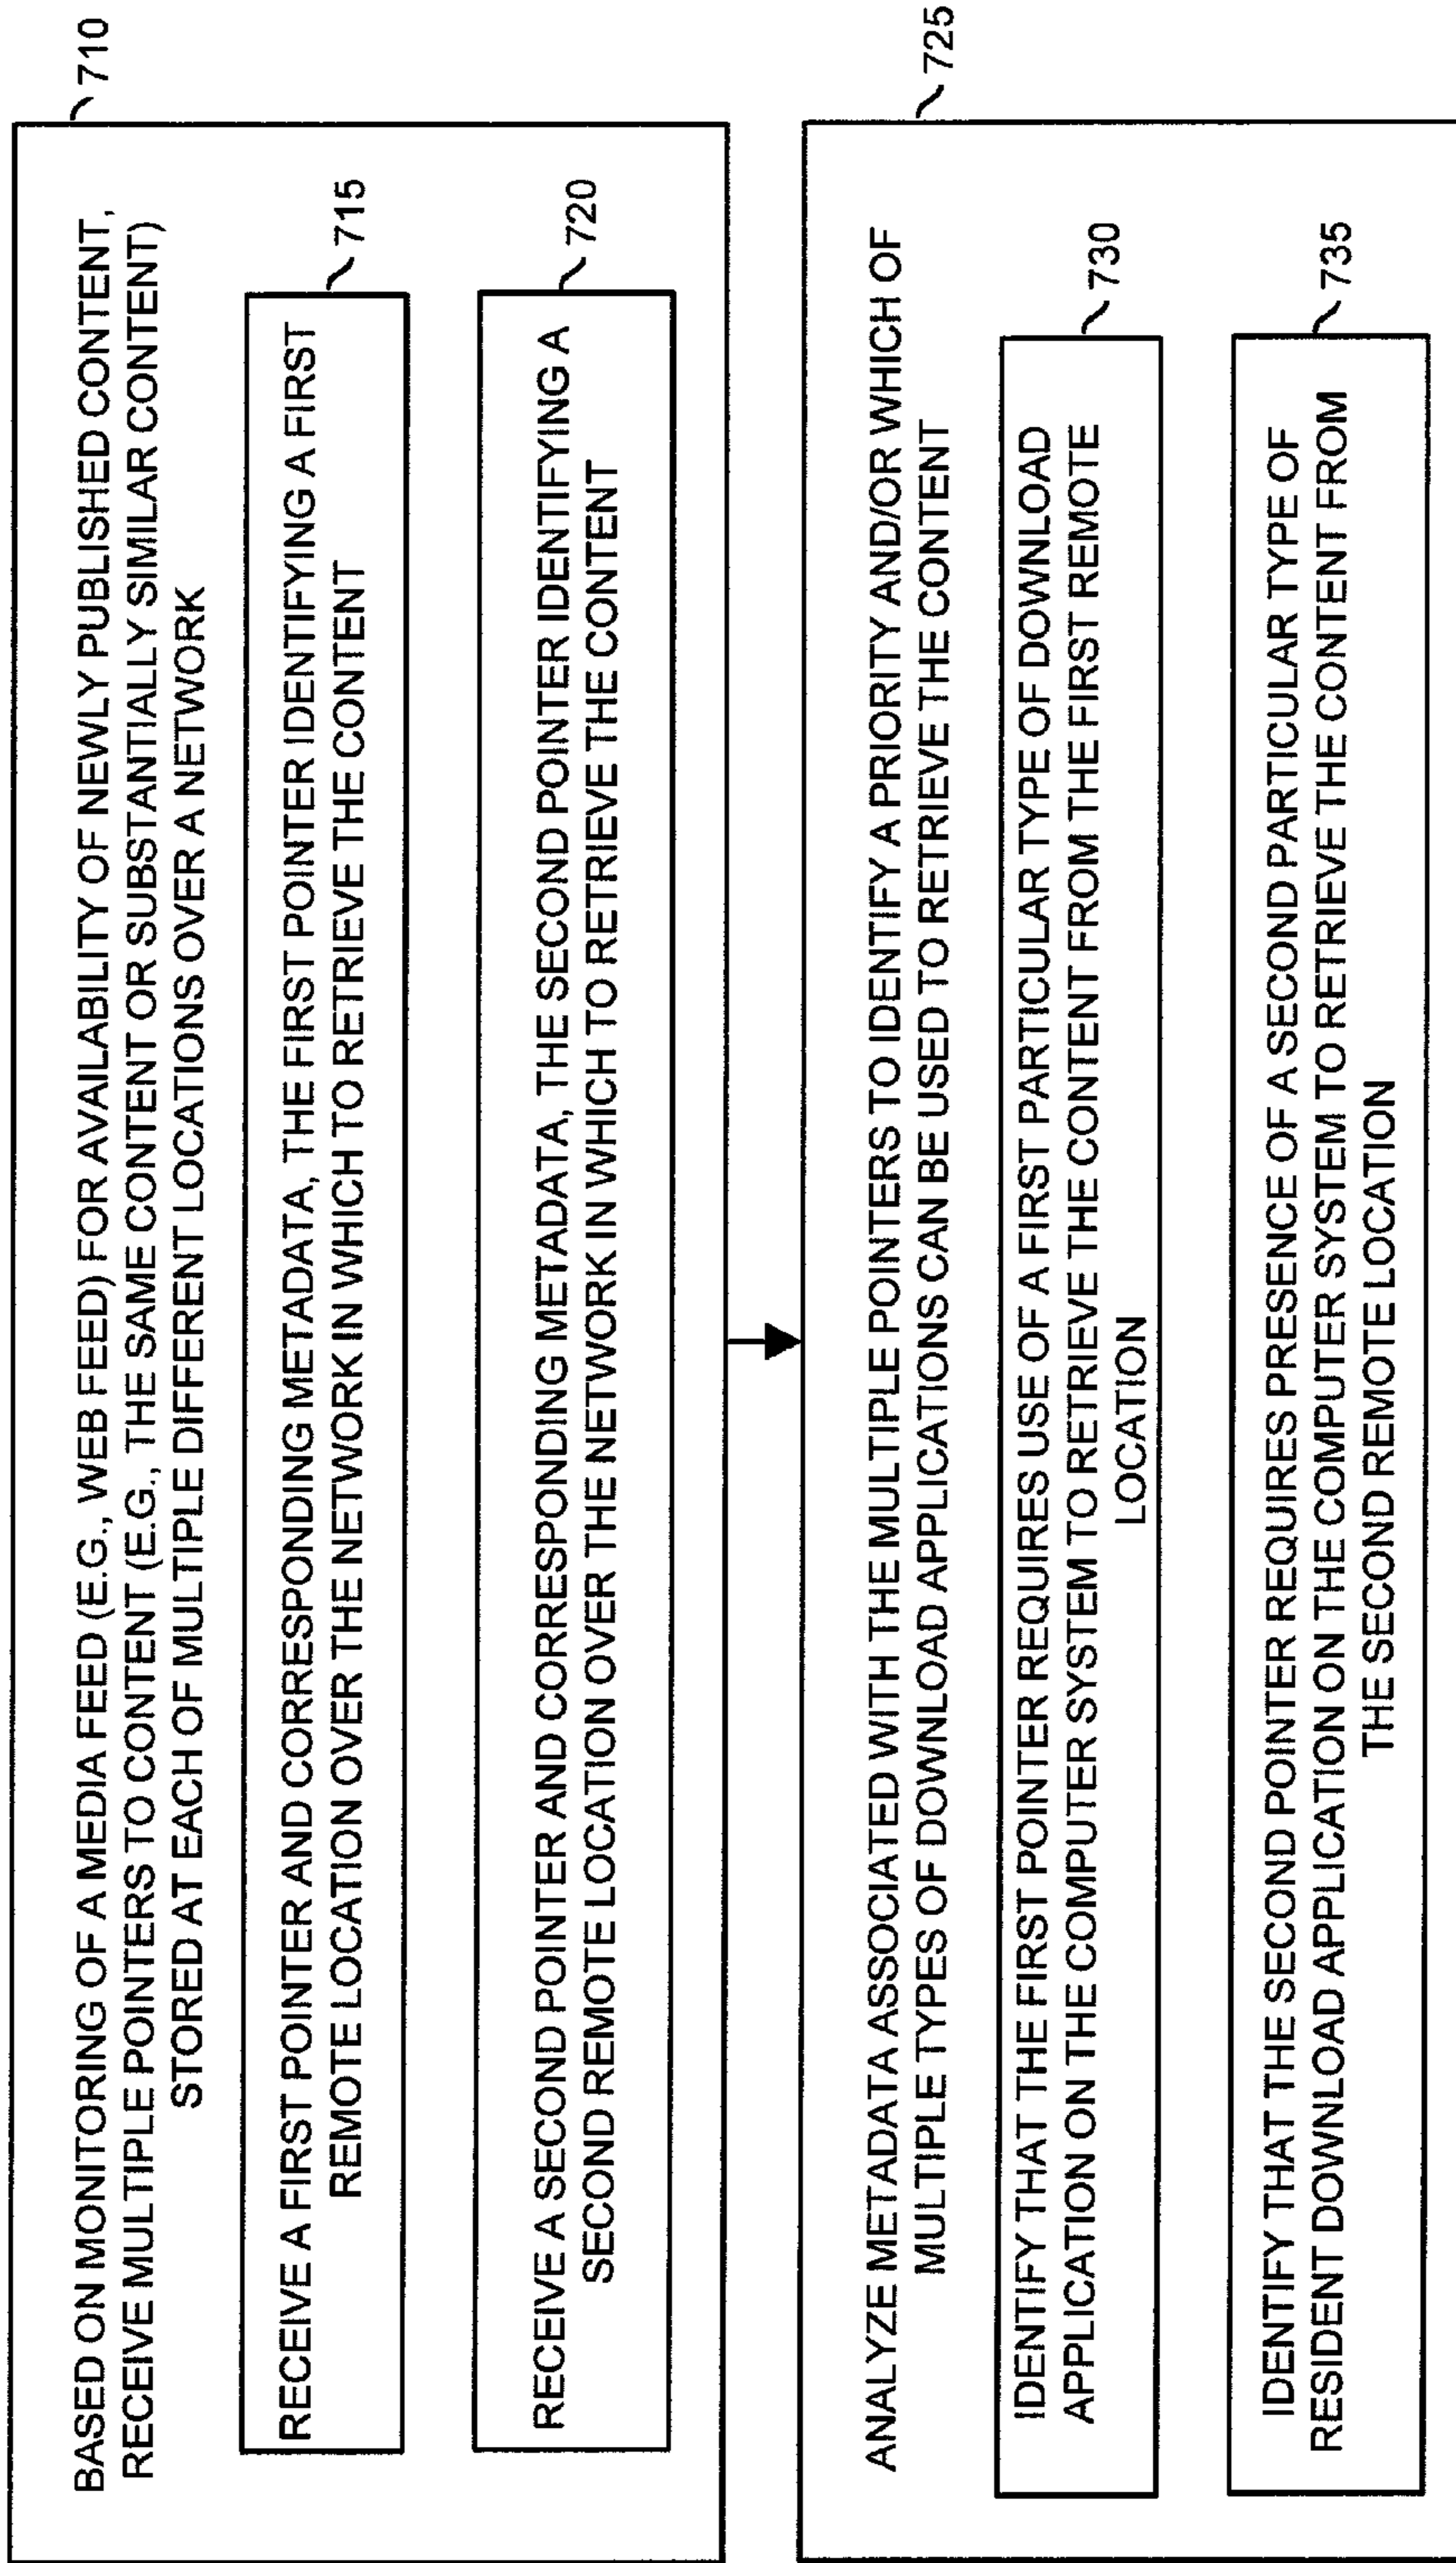 BASED ON MONITORING OF A MEDIA FEED (E.G., WEB FEED) FOR AVAILABILITY OF NEWLY PUBLISHED CONTENT,
RECEIVE MULTIPLE POINTERS TO CONTENT (E.G., THE SAME CONTENT OR SUBSTANTIALLY SIMILAR CONTENT)
STORED AT EACH OF MULTIPLE DIFFERENT LOCATIONS OVER A NETWORK
710
RECEIVE A FIRST POINTER AND CORRESPONDING METADATA, THE FIRST POINTER IDENTIFYING A FIRST
REMOTE LOCATION OVER THE NETWORK IN WHICH TO RETRIEVE THE CONTENT
715
RECEIVE A SECOND POINTER AND CORRESPONDING METADATA, THE SECOND POINTER IDENTIFYING A
SECOND REMOTE LOCATION OVER THE NETWORK IN WHICH TO RETRIEVE THE CONTENT
720
ANALYZE METADATA ASSOCIATED WITH THE MULTIPLE POINTERS TO IDENTIFY A PRIORITY AND/OR WHICH OF
MULTIPLE TYPES OF DOWNLOAD APPLICATIONS CAN BE USED TO RETRIEVE THE CONTENT
725
IDENTIFY THAT THE FIRST POINTER REQUIRES USE OF A FIRST PARTICULAR TYPE OF DOWNLOAD
APPLICATION ON THE COMPUTER SYSTEM TO RETRIEVE THE CONTENT FROM THE FIRST REMOTE
LOCATION
730
IDENTIFY THAT THE SECOND POINTER REQUIRES PRESENCE OF A SECOND PARTICULAR TYPE OF
RESIDENT DOWNLOAD APPLICATION ON THE COMPUTER SYSTEM TO RETRIEVE THE CONTENT FROM
THE SECOND REMOTE LOCATION
735